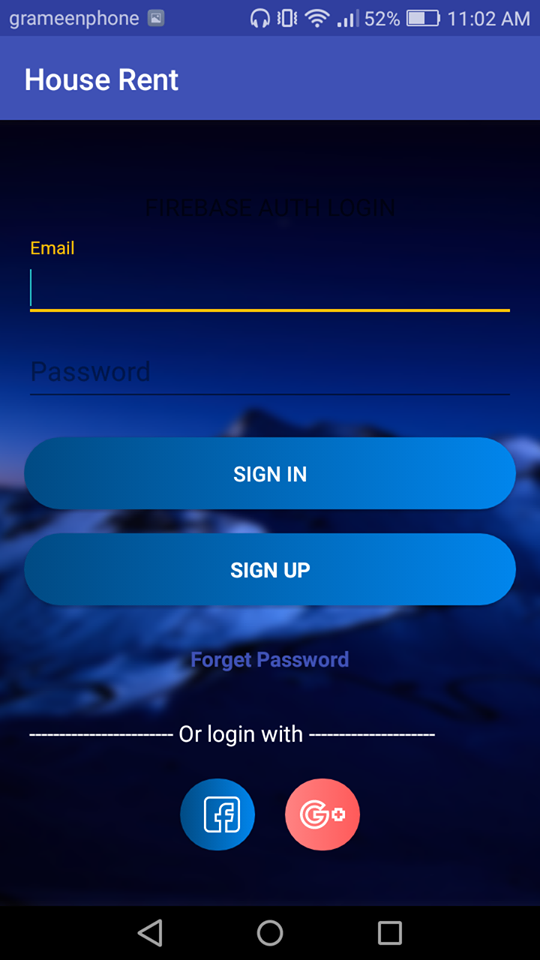 grameenphone 52% 11:02 AM
House Rent
FIREBASE AUTH LOGIN
Email
Password
SIGN IN
SIGN UP
Forget Password
------------------------ Or login with ---------------------
G+